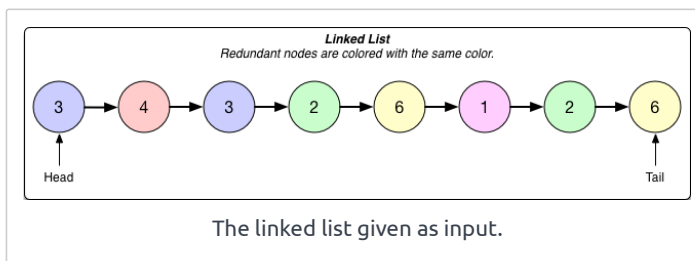 Linked List
Redundant nodes are colored with the same color.
3 4 3 2 6 1 2 6
Head Tail
The linked list given as input.